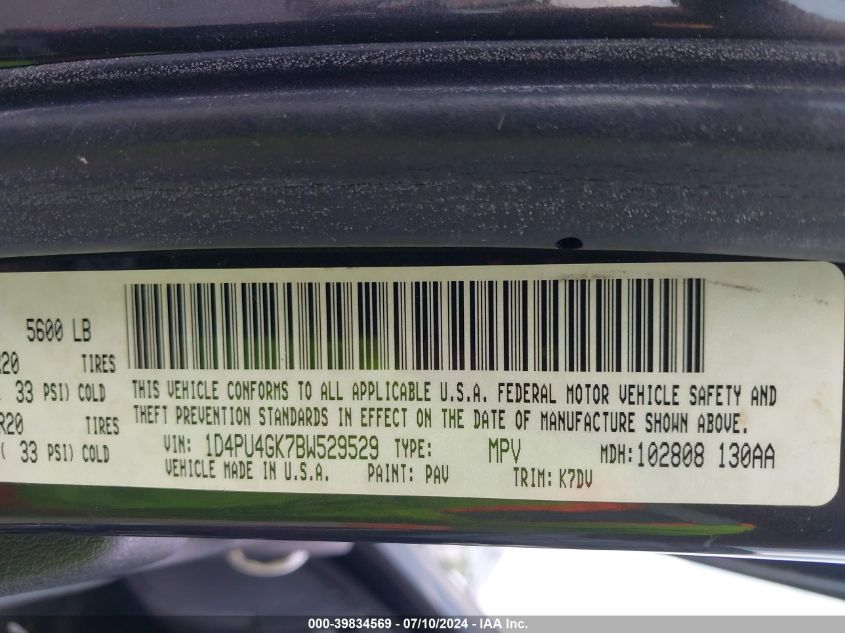 5600 LB
R20 TIRES
33 PSI) COLD
R20 TIRES
( 33 PSI) COLD
THIS VEHICLE CONFORMS TO ALL APPLICABLE U.S.A. FEDERAL MOTOR VEHICLE SAFETY AND
THEFT PREVENTION STANDARDS IN EFFECT ON THE DATE OF MANUFACTURE SHOWN ABOVE.
VIN: 1D4PU4GK7BW529529 TYPE: MPV MDH: 102808 130AA
VEHICLE MADE IN U.S.A. PAINT: PAV TRIM: K7DV
000-39834569 / 07/10/2024 - IAA Inc.